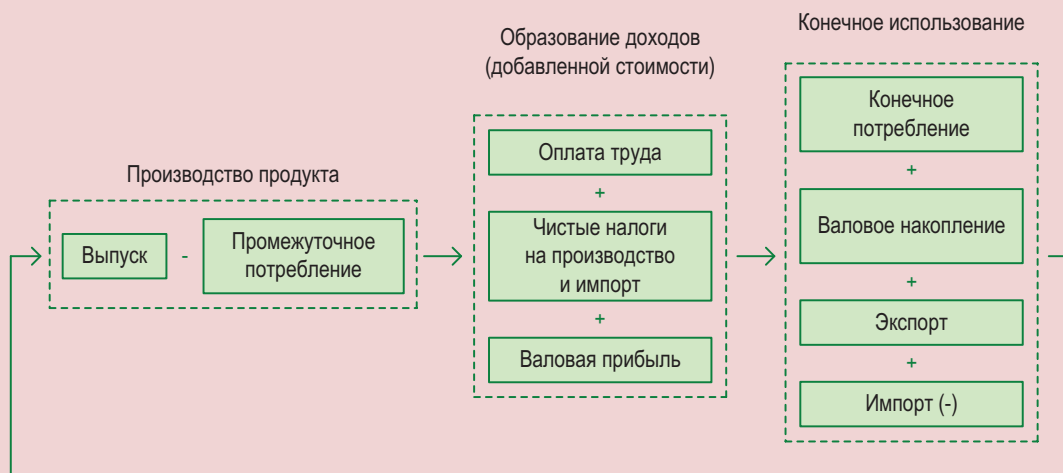 Производство продукта
Выпуск
-
Промежуточное
потребление
Образование доходов
(добавленной стоимости)
Оплата труда
+
Чистые налоги
на производство
и импорт
+
Валовая прибыль
Конечное использование
Конечное
потребление
+
Валовое накопление
+
Экспорт
+
Импорт (-)